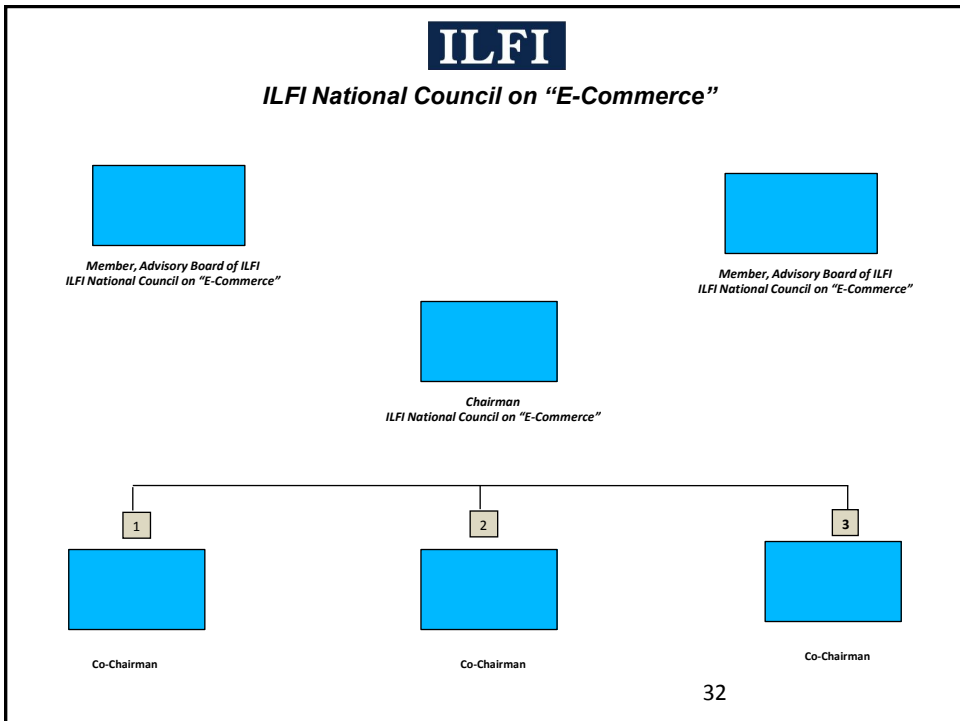 ILFI
ILFI National Council on “E-Commerce”
Member, Advisory Board of ILFI
ILFI National Council on “E-Commerce”
Member, Advisory Board of ILFI
ILFI National Council on “E-Commerce”
Chairman
ILFI National Council on “E-Commerce”
1
2
3
Co-Chairman
Co-Chairman
Co-Chairman
32